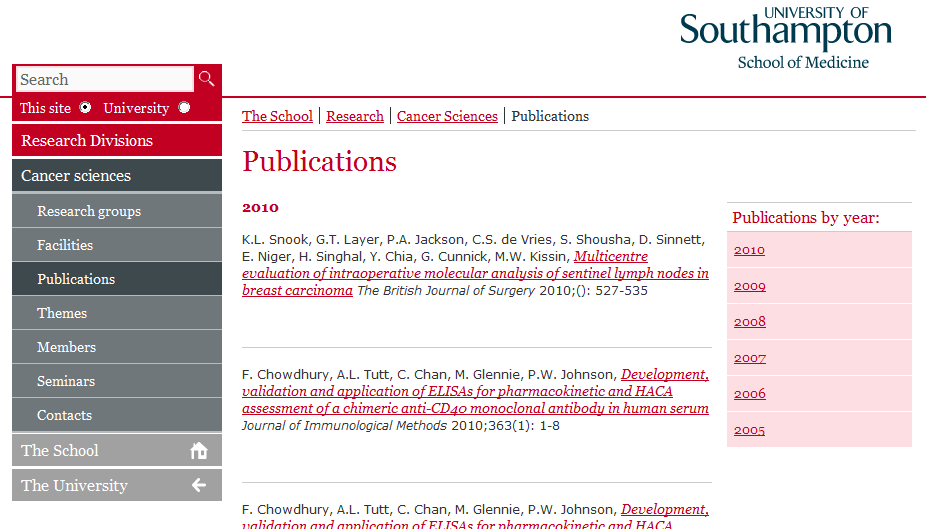 UNIVERSITY OF
Southampton
School of Medicine
Search
This site University
Research Divisions
Cancer sciences
Research groups
Facilities
Publications
Themes
Members
Seminars
Contacts
The School
The University
The School | Research | Cancer Sciences | Publications
Publications
2010
K.L. Snook, G.T. Layer, P.A. Jackson, C.S. de Vries, S. Shousha, D. Sinnett,
E. Niger, H. Singhal, Y. Chia, G. Cunnick, M.W. Kissin, Multicentre
evaluation of intraoperative molecular analysis of sentinel lymph nodes in
breast carcinoma The British Journal of Surgery 2010;(): 527-535
F. Chowdhury, A.L. Tutt, C. Chan, M. Glennie, P.W. Johnson, Development,
validation and application of ELISAs for pharmacokinetic and HACA
assessment of a chimeric anti-CD40 monoclonal antibody in human serum
Journal of Immunological Methods 2010;363(1): 1-8
F. Chowdhury, A.L. Tutt, C. Chan, M. Glennie, P.W. Johnson, Development,
validation and application of ELISAs for pharmacokinetic and HACA
Publications by year:
2010
2009
2008
2007
2006
2005